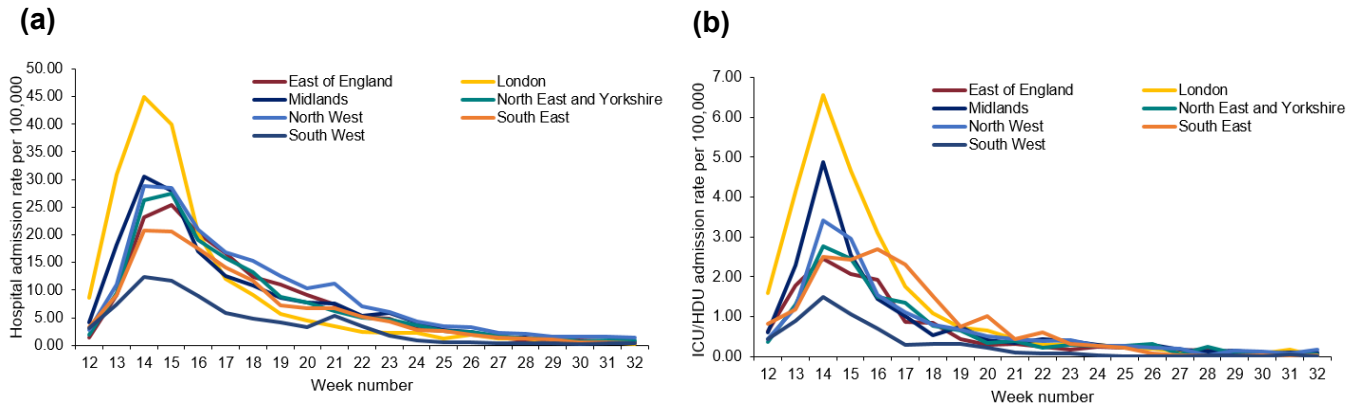 (a)
Hospital admission rate per 100,000
50.00
45.00
40.00
35.00
30.00
25.00
20.00
15.00
10.00
5.00
0.00
East of England London
Midlands North East and Yorkshire
North West South East
South West
12 13 14 15 16 17 18 19 20 21 22 23 24 25 26 27 28 29 30 31 32
Week number
(b)
ICU/HDU admission rate per 100,000
7.00
6.00
5.00
4.00
3.00
2.00
1.00
0.00
East of England London
Midlands North East and Yorkshire
North West South East
South West
12 13 14 15 16 17 18 19 20 21 22 23 24 25 26 27 28 29 30 31 32
Week number